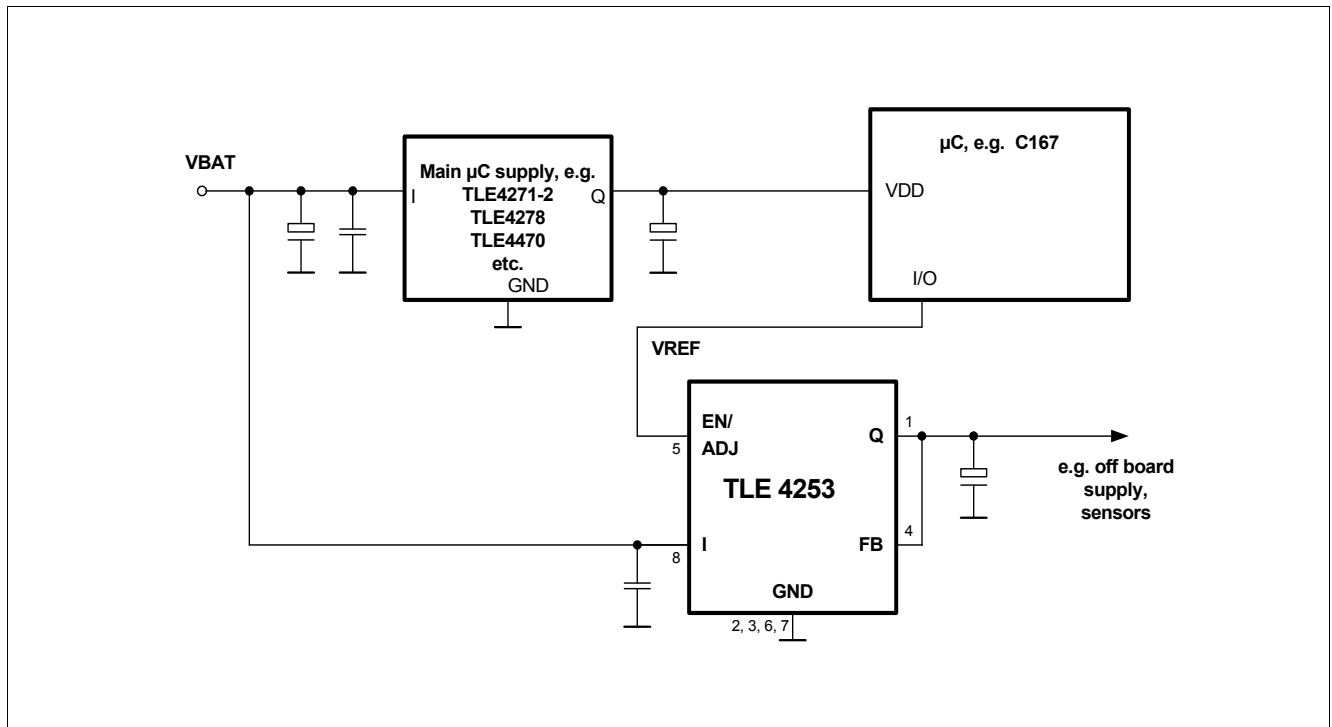 VBAT
I
Main µC supply, e.g.
TLE4271-2
TLE4278
TLE4470
etc.
Q
GND
µC, e.g. C167
VDD
I/O
VREF
EN/
ADJ
5
TLE 4253
Q
1
FB
4
I
8
GND
2, 3, 6, 7
e.g. off board
supply,
sensors